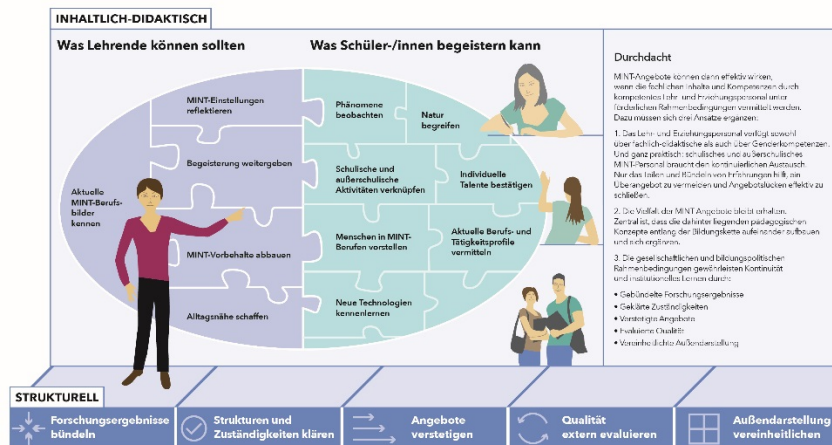 INHALTLICH-DIDAKTISCH
Was Lehrende können sollten
Was Schüler-/innen begeistern kann
MINT-Einstellungen
reflektieren
Begeisterung weitergeben
Aktuelle
MINT-Berufs-
bilder
kennen
MINT-Vorbehalte abbauen
Alltagsnähe schaffen
Phänomene
beobachten
Natur
begreifen
Schulische und
außerschulische
Aktivitäten verknüpfen
Individuelle
Talente bestätigen
Menschen in MINT-
Berufen vorstellen
Aktuelle Berufs- und
Tätigkeitsprofile
vermitteln
Neue Technologien
kennenlernen
Durchdacht
MINT-Angebote können dann effektiv wirken,
wenn die fachlichen Inhalte und Kompetenzen durch
kompetentes Lehr- und Erziehungspersonal unter
förderlichen Rahmenbedingungen vermittelt werden.
Dazu müssen sich drei Ansätze ergänzen:
1. Das Lehr- und Erziehungspersonal verfügt sowohl
über fachlich-didaktische als auch über Genderkompetenzen.
Und ganz praktisch: schulisches und außerschulisches
MINT-Personal braucht den kontinuierlichen Austausch.
Nur das Teilen und Bündeln von Erfahrungen hilft, ein
Überangebot zu vermeiden und Angebotslücken effektiv zu
schließen.
2. Die Vielfalt der MINT-Angebote bleibt erhalten.
Zentral ist, dass die dahinter liegenden pädagogischen
Konzepte entlang der Bildungskette aufeinander aufbauen
und sich ergänzen.
3. Die gesellschaftlichen und bildungspolitischen
Rahmenbedingungen gewährleisten Kontinuität
und institutionelles Lernen durch:
• Gebündelte Forschungsergebnisse
• Geklärte Zuständigkeiten
• Verstetigte Angebote
• Evaluierte Qualität
• Vereinheitlichte Außendarstellung
STRUKTURELL
Forschungsergebnisse
bündeln
Strukturen und
Zuständigkeiten klären
Angebote
verstetigen
Qualität
extern evaluieren
Außendarstellung
vereinheitlichen